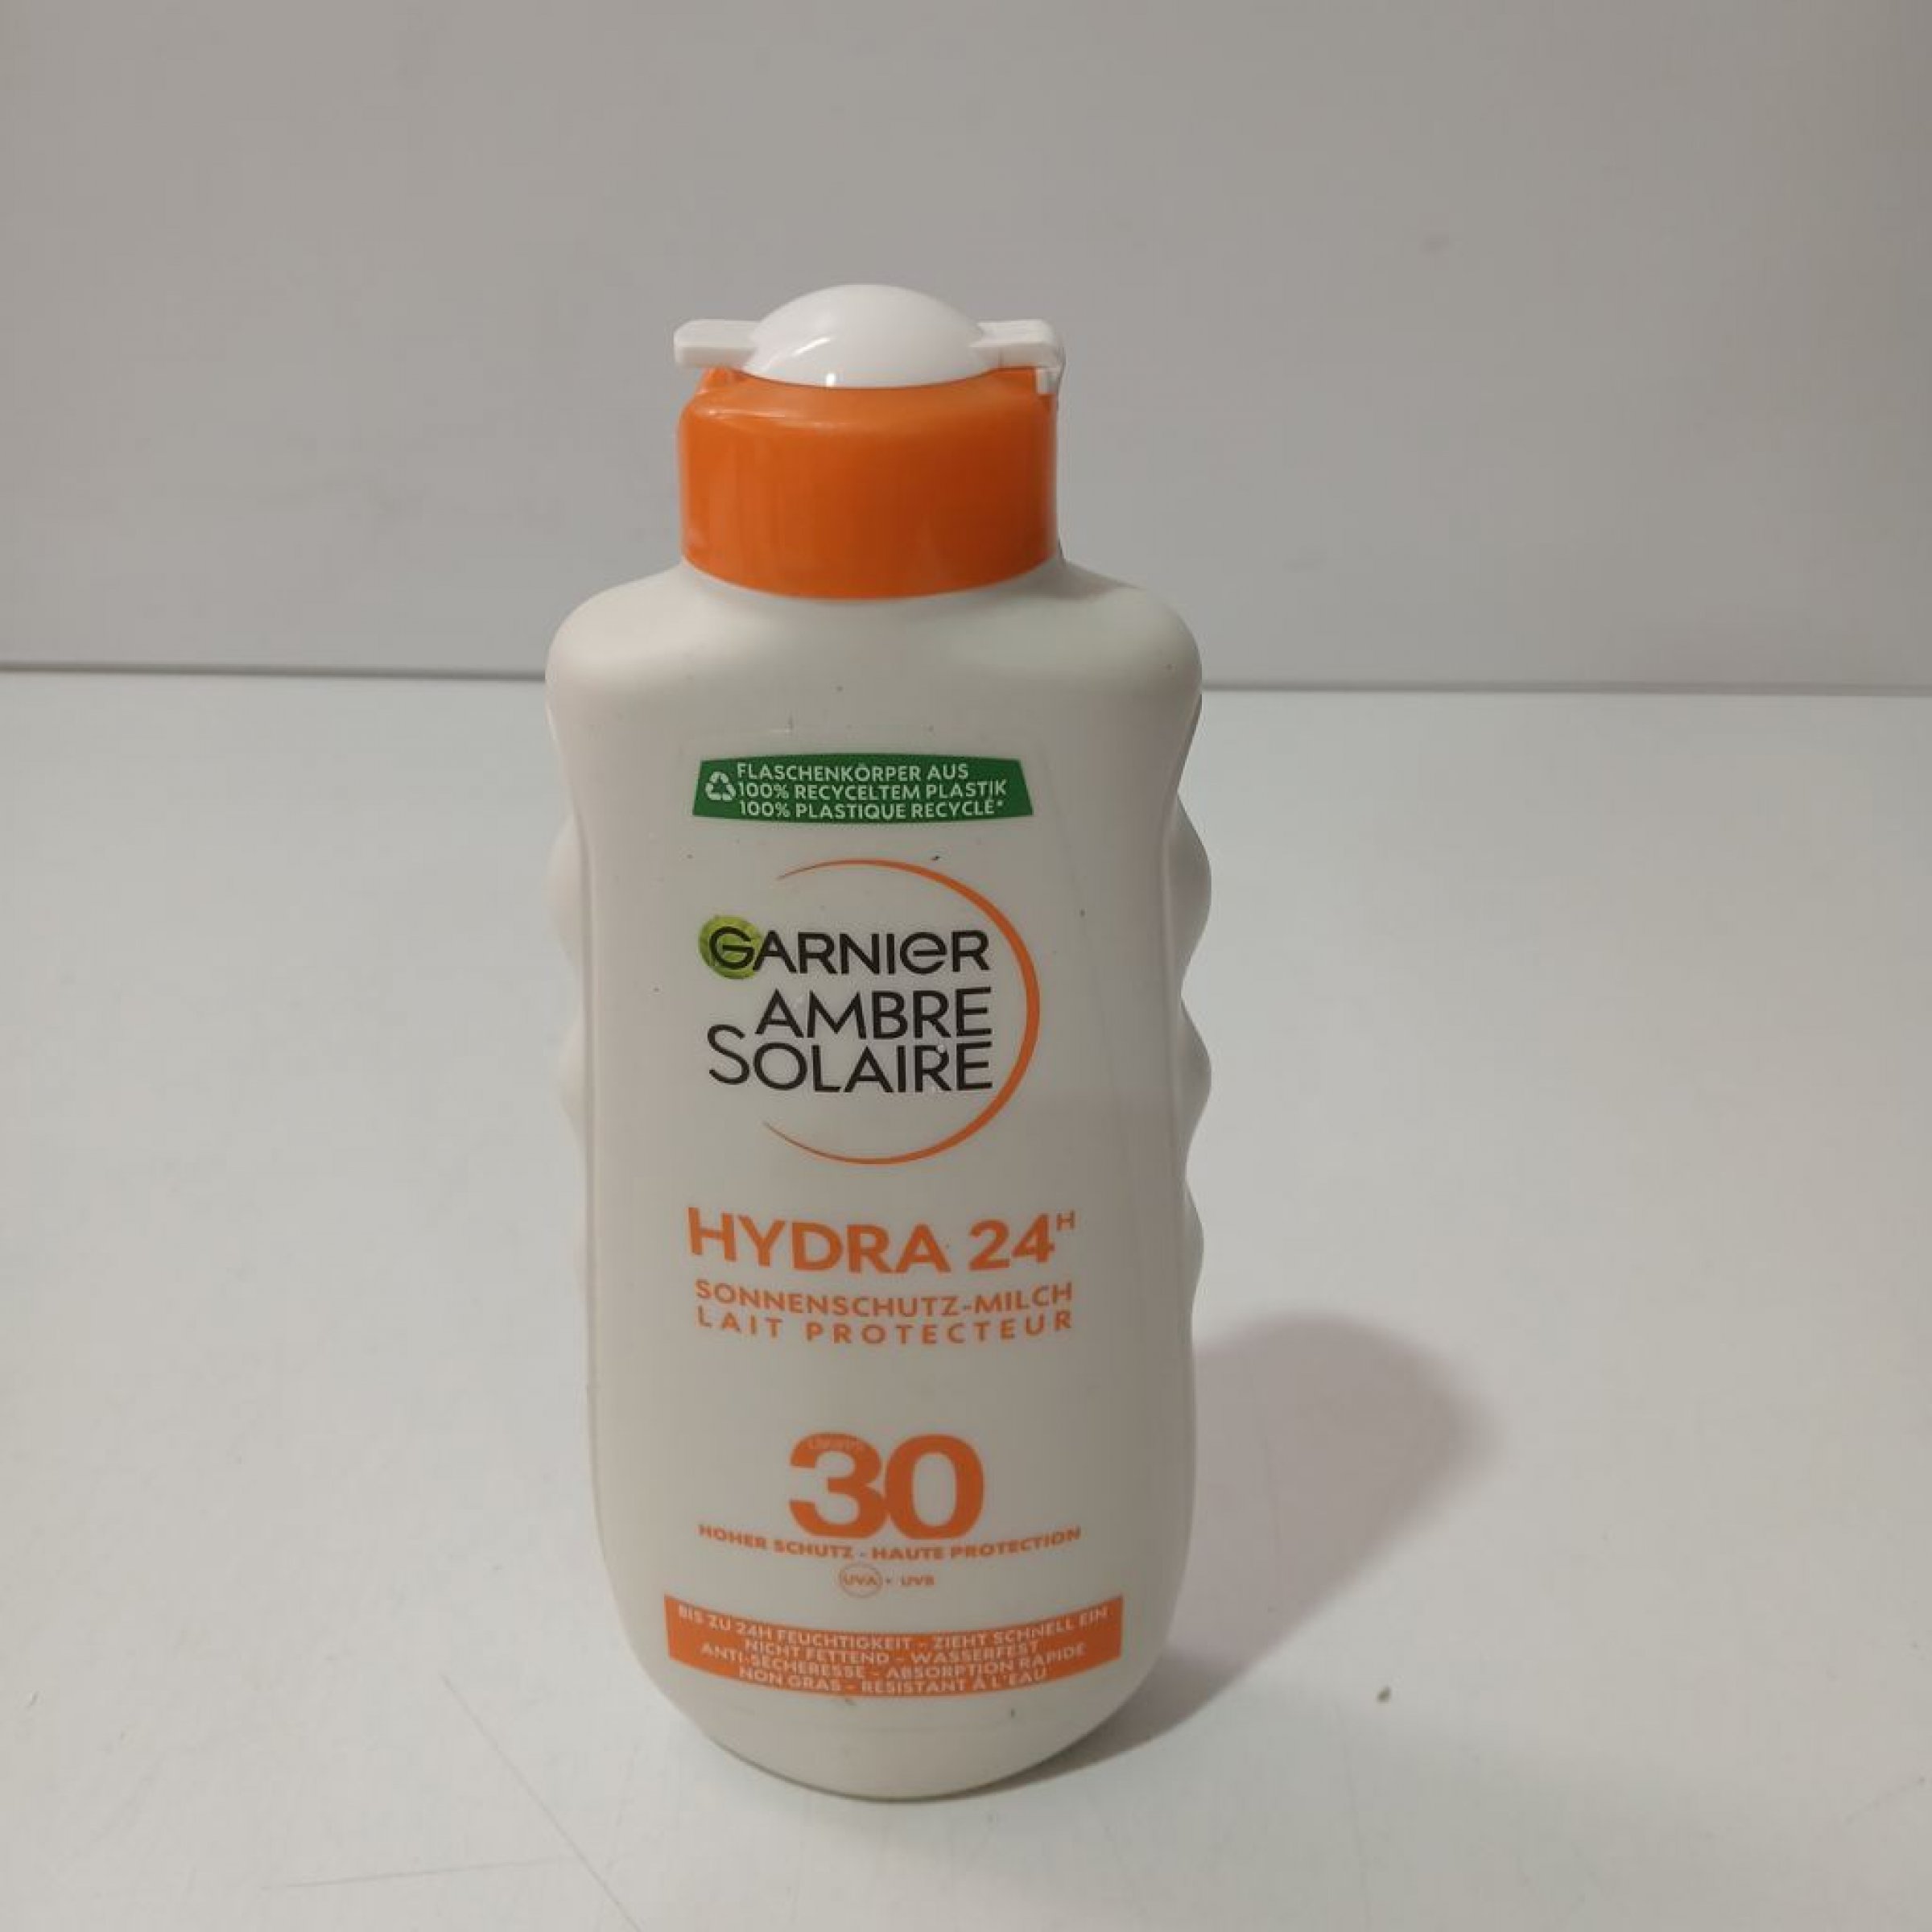 FLASCHENKÖRPER AUS
100% RECYCELTEM PLASTIK
100% PLASTIQUE RECYCLÉ*
GARNIER
AMBRE
SOLAIRE
HYDRA 24H
SONNENSCHUTZ-MILCH
LAIT PROTECTEUR
30
HOHER SCHUTZ - HAUTE PROTECTION
UVA + UVB
BIS ZU 24H FEUCHTIGKEIT - ZIEHT SCHNELL EIN
NICHT FETTEND - WASSERFEST
ANTI-SÉCHERESSE - ABSORPTION RAPIDE
NON GRAS - RÉSISTANT À L'EAU